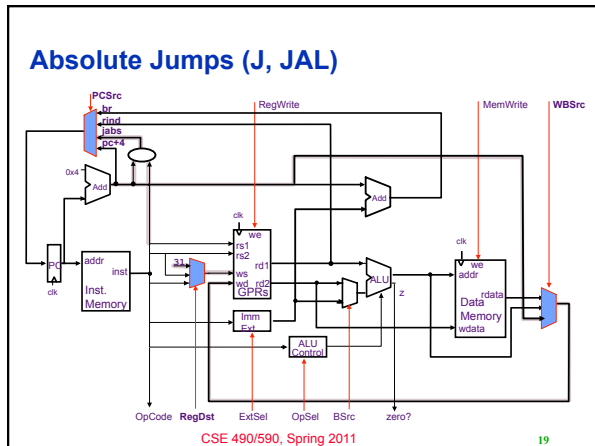 Absolute Jumps (J, JAL)
PCSrc
br
rind
jabs
pc+4
RegWrite
MemWrite
WBSrc
0x4
Add
Add
clk
we
rs1
rs2
31
rd1
ws
wd
rd2
GPRs
PC
clk
addr
inst
Inst.
Memory
Imm
Ext
ALU
z
ALU
Control
clk
we
addr
rdata
Data
Memory
wdata
OpCode
RegDst
ExtSel
OpSel
BSrc
zero?
CSE 490/590, Spring 2011
19